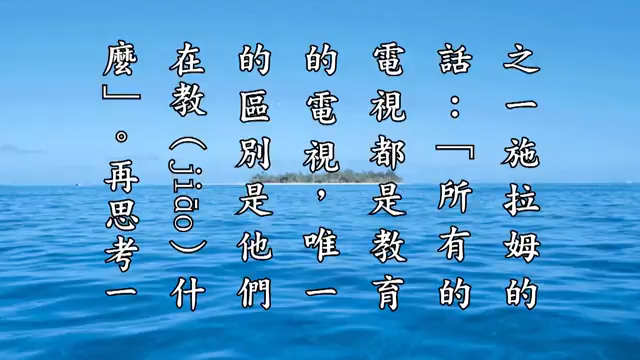 之一施拉姆的
話：「所有的
電視都是教育
的電視，唯一
的區別是他們
在教（jiāo）什
麼」。再思考一